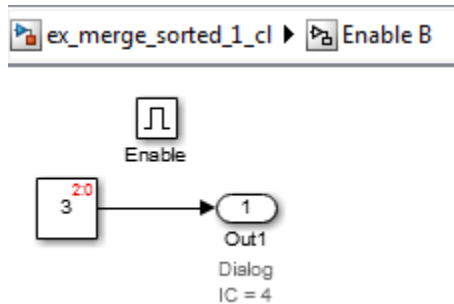 ex_merge_sorted_1_cl Enable B
Enable
2:0
3
1
Out1
Dialog
IC = 4